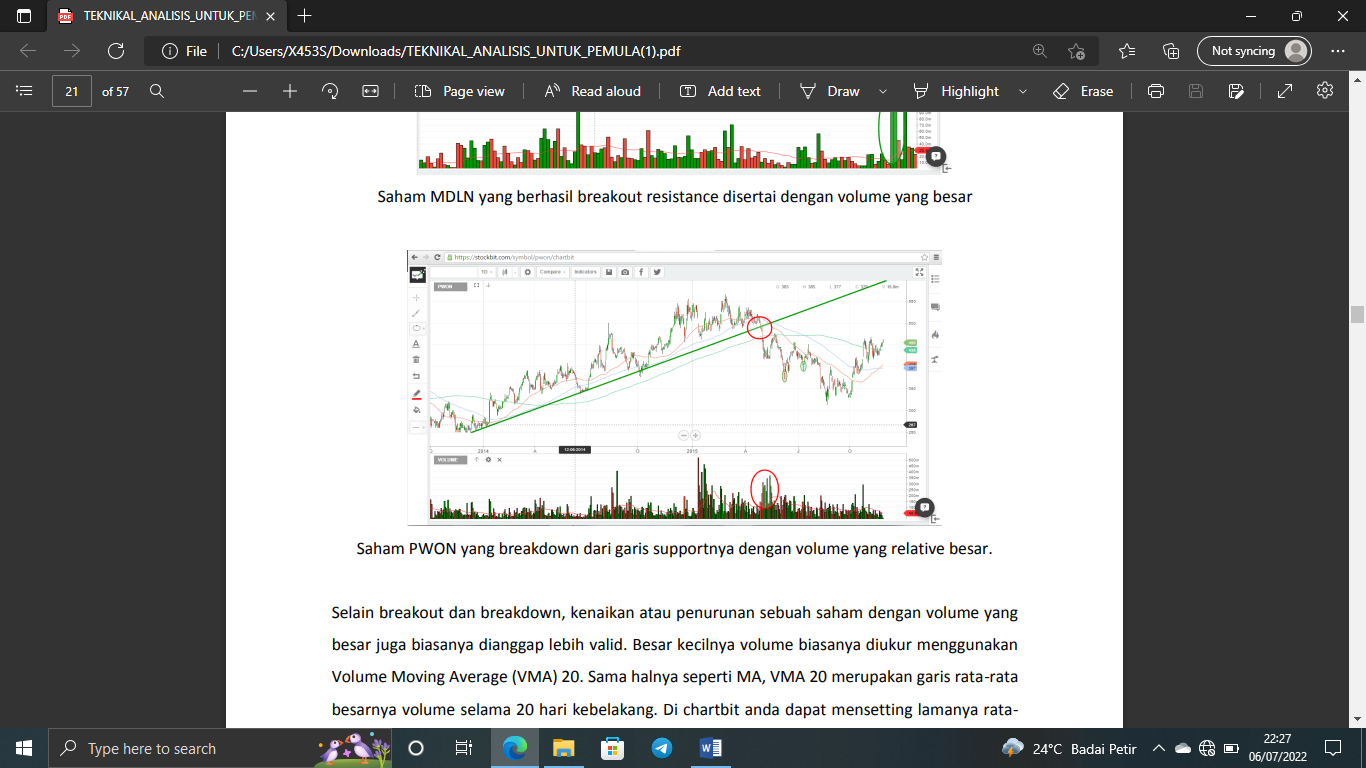 TEKNIKAL_ANALISIS_UNTUK_PEM
File
C:/Users/X453S/Downloads/TEKNIKAL_ANALISIS_UNTUK_PEMULA(1).pdf
Not syncing
21 of 57
Page view
Read aloud
Add text
Draw
Highlight
Erase
Saham MDLN yang berhasil breakout resistance disertai dengan volume yang besar
https://stockbit.com/symbol/pwon/chartbit
1D
Compare
Indicators
PWON
2014 A 12-08-2014 O 2015 A J O
VOLUME
Saham PWON yang breakdown dari garis supportnya dengan volume yang relative besar.
Selain breakout dan breakdown, kenaikan atau penurunan sebuah saham dengan volume yang
besar juga biasanya dianggap lebih valid. Besar kecilnya volume biasanya diukur menggunakan
Volume Moving Average (VMA) 20. Sama halnya seperti MA, VMA 20 merupakan garis rata-rata
besarnya volume selama 20 hari kebelakang. Di chartbit anda dapat mensetting lamanya rata-
Type here to search
24°C Badai Petir
22:27
06/07/2022